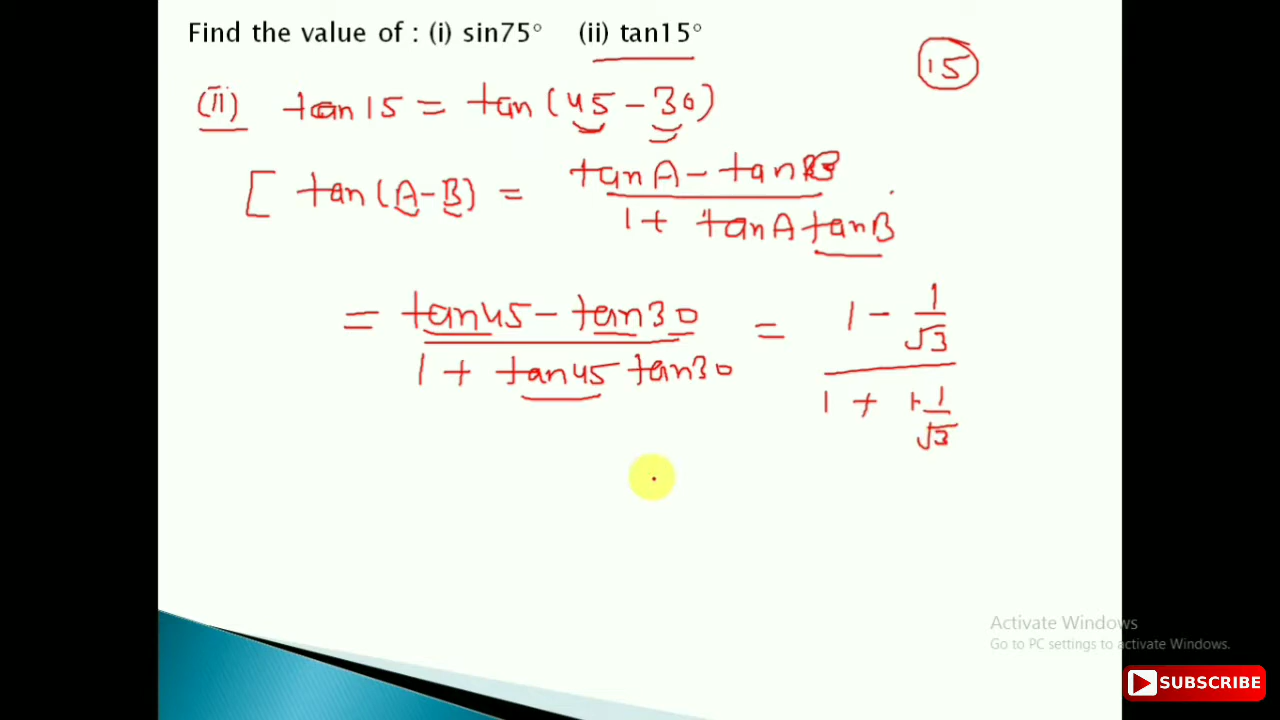 Find the value of : (i) sin75° (ii) tan15°
15
(ii) tan15 = tan(45 - 30)
[ tan(A-B) = tanA - tanB / 1 + tanA tanB
= tan45 - tan30 / 1 + tan45 tan30 = 1 - 1/√3 / 1 + 1 1/√3
Activate Windows
Go to PC settings to activate Windows.
SUBSCRIBE